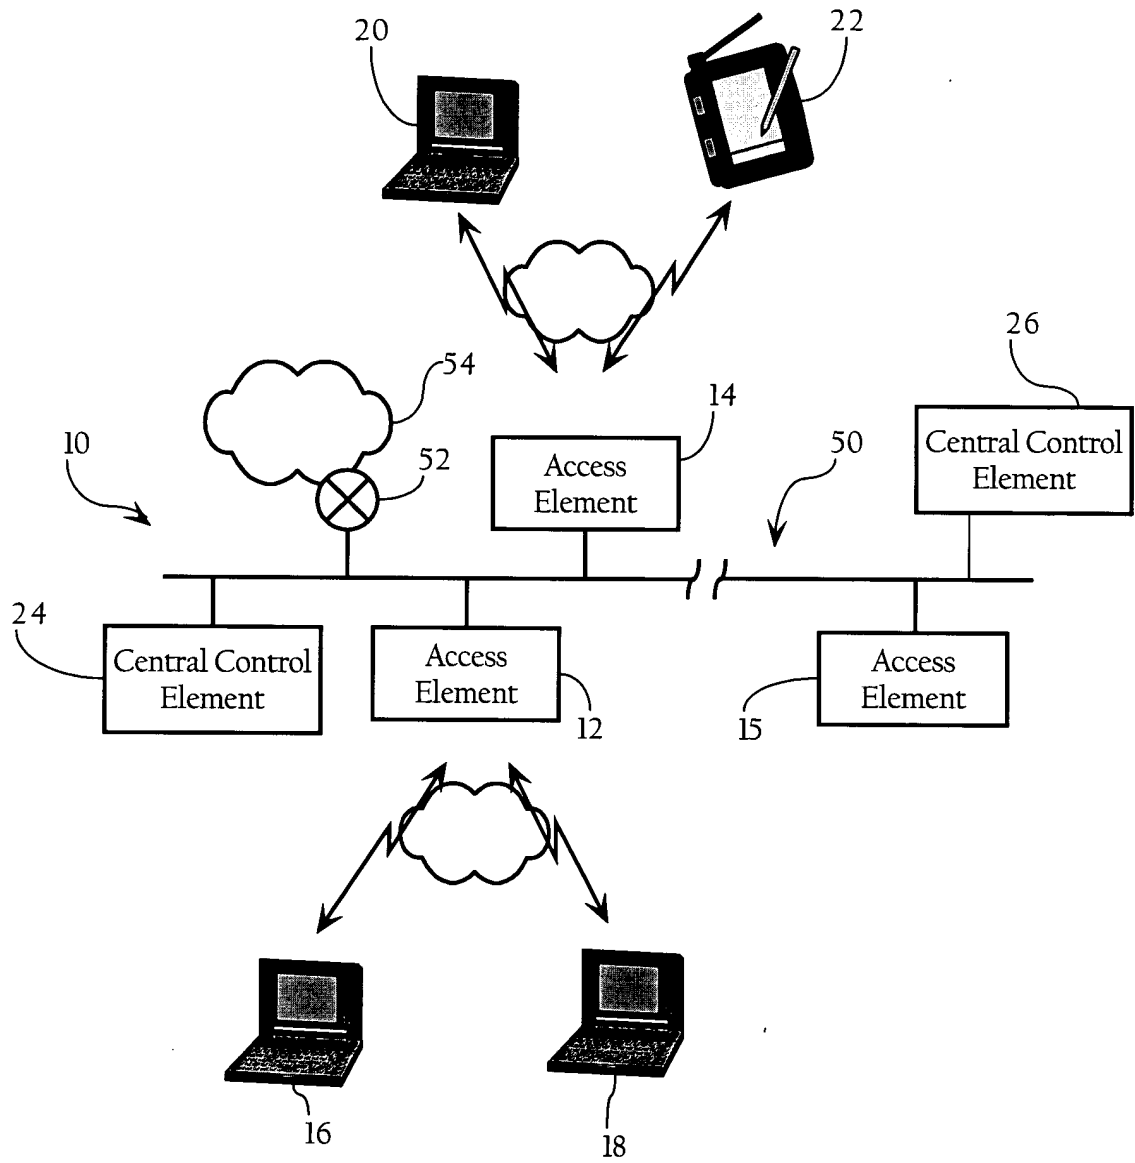 20
22
26
54
14
Central Control
Element
10
52
Access
Element
50
24
Central Control
Element
Access
Element
12
15
Access
Element
16
18